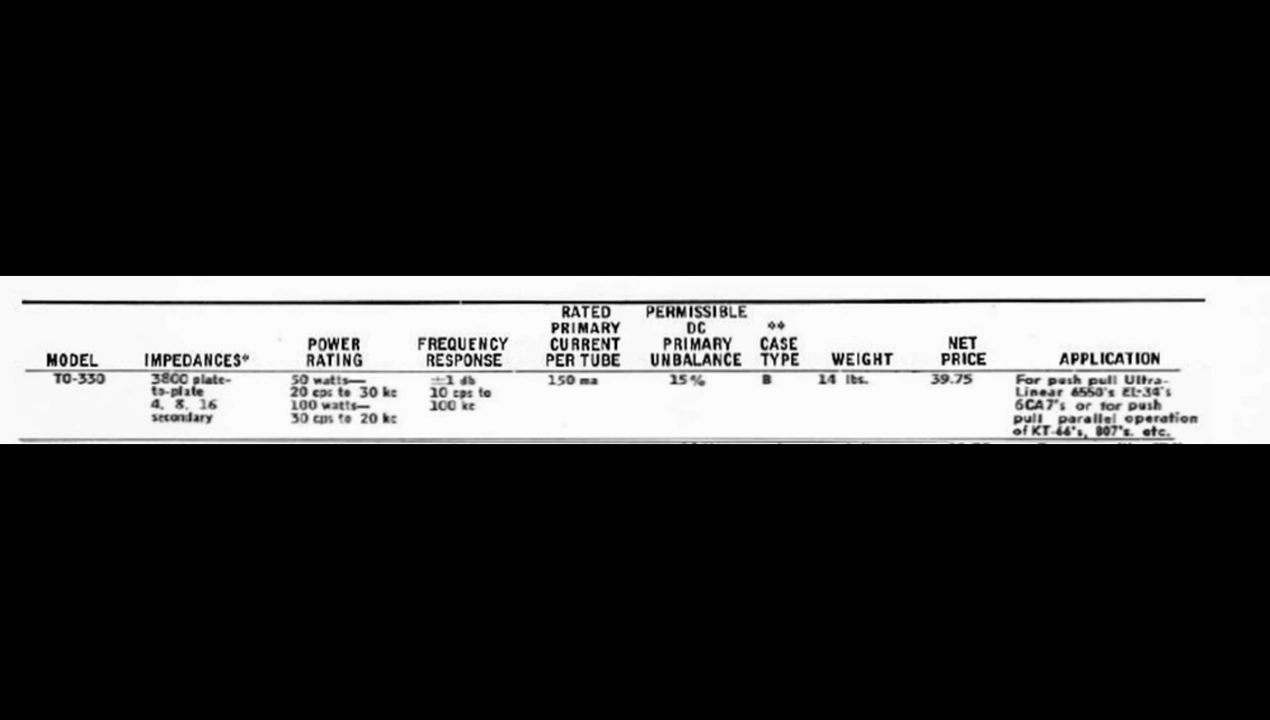 RATED PERMISSIBLE
PRIMARY DC **
POWER FREQUENCY CURRENT PRIMARY CASE NET
MODEL IMPEDANCES* RATING RESPONSE PER TUBE UNBALANCE TYPE WEIGHT PRICE APPLICATION
TO-330 3800 plate- 50 watts— ±1 db 150 ma 15% B 14 lbs. 39.75 For push pull Ultra-
to-plate 20 cps to 30 kc 10 cps to Linear 6550's EL-34's
4, 8, 16 100 watts— 100 kc 6CA7's or for push
secondary 30 cps to 20 kc pull parallel operation
of KT-66's, 807's. etc.